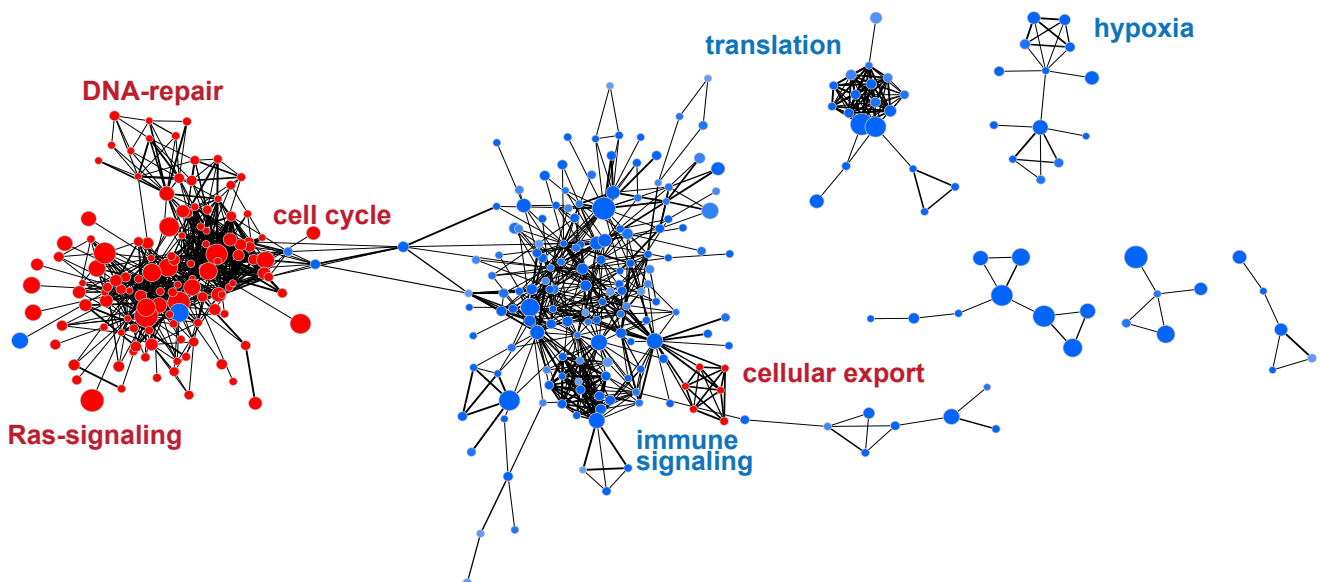 translation
hypoxia
DNA-repair
cell cycle
cellular export
Ras-signaling
immune
signaling